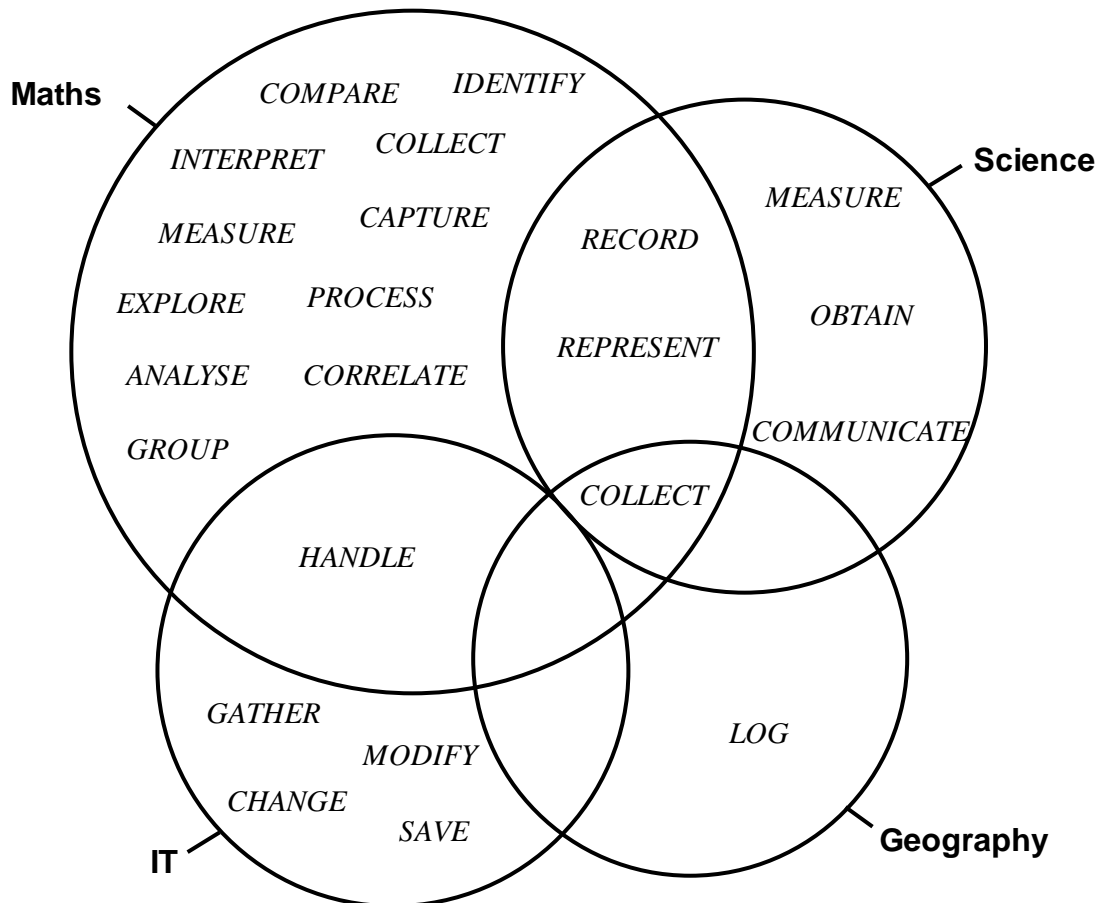 Maths
COMPARE
IDENTIFY
INTERPRET
COLLECT
MEASURE
CAPTURE
EXPLORE
PROCESS
ANALYSE
CORRELATE
GROUP
RECORD
REPRESENT
Science
MEASURE
OBTAIN
COMMUNICATE
COLLECT
HANDLE
GATHER
MODIFY
CHANGE
SAVE
IT
LOG
Geography